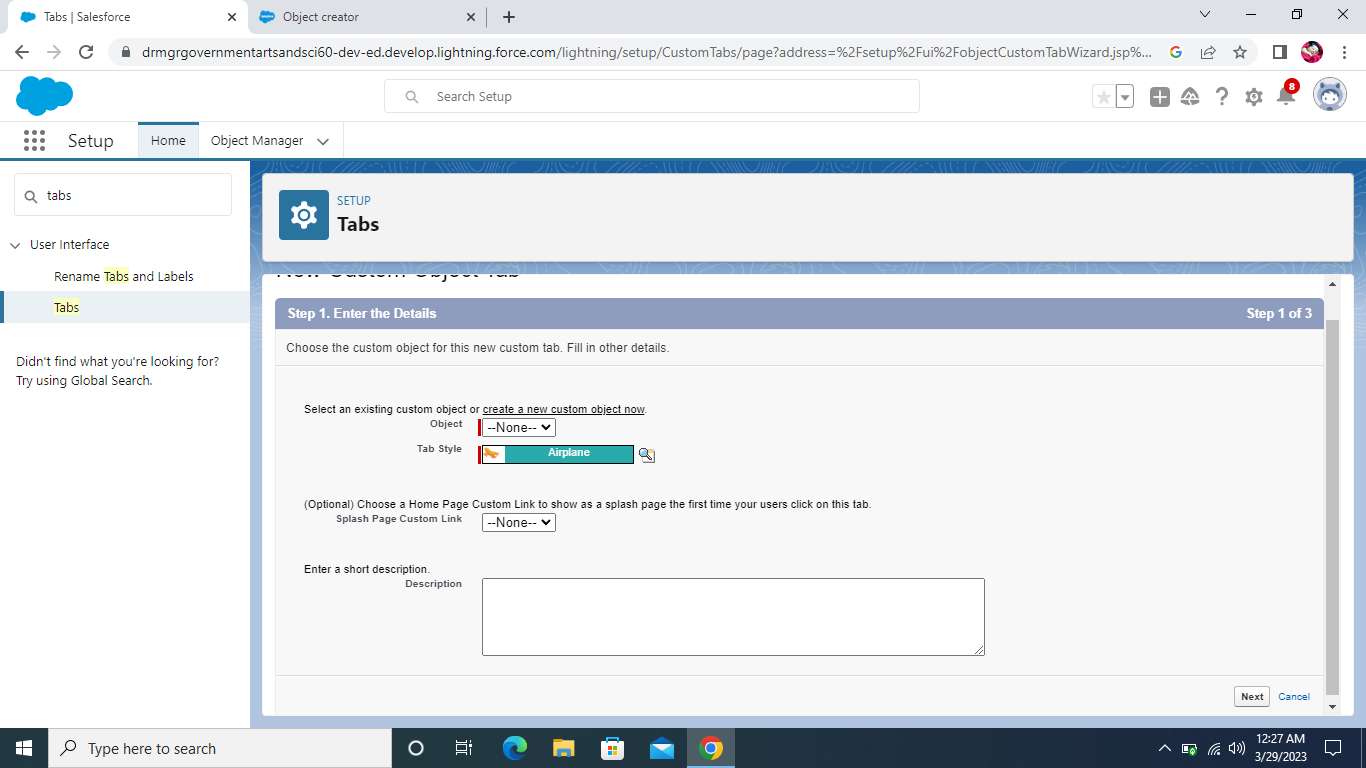 Tabs | Salesforce
Object creator
drmgrgovernmentartsandsci60-dev-ed.develop.lightning.force.com/lightning/setup/CustomTabs/page?address=%2Fsetup%2Fui%2FobjectCustomTabWizard.jsp%...
Search Setup
8
Setup
Home
Object Manager
tabs
User Interface
Rename Tabs and Labels
Tabs
Didn't find what you're looking for?
Try using Global Search.
SETUP
Tabs
New Custom Object Tab
Step 1. Enter the Details
Step 1 of 3
Choose the custom object for this new custom tab. Fill in other details.
Select an existing custom object or create a new custom object now.
Object
--None--
Tab Style
Airplane
(Optional) Choose a Home Page Custom Link to show as a splash page the first time your users click on this tab.
Splash Page Custom Link
--None--
Enter a short description.
Description
Next
Cancel
Type here to search
12:27 AM
3/29/2023